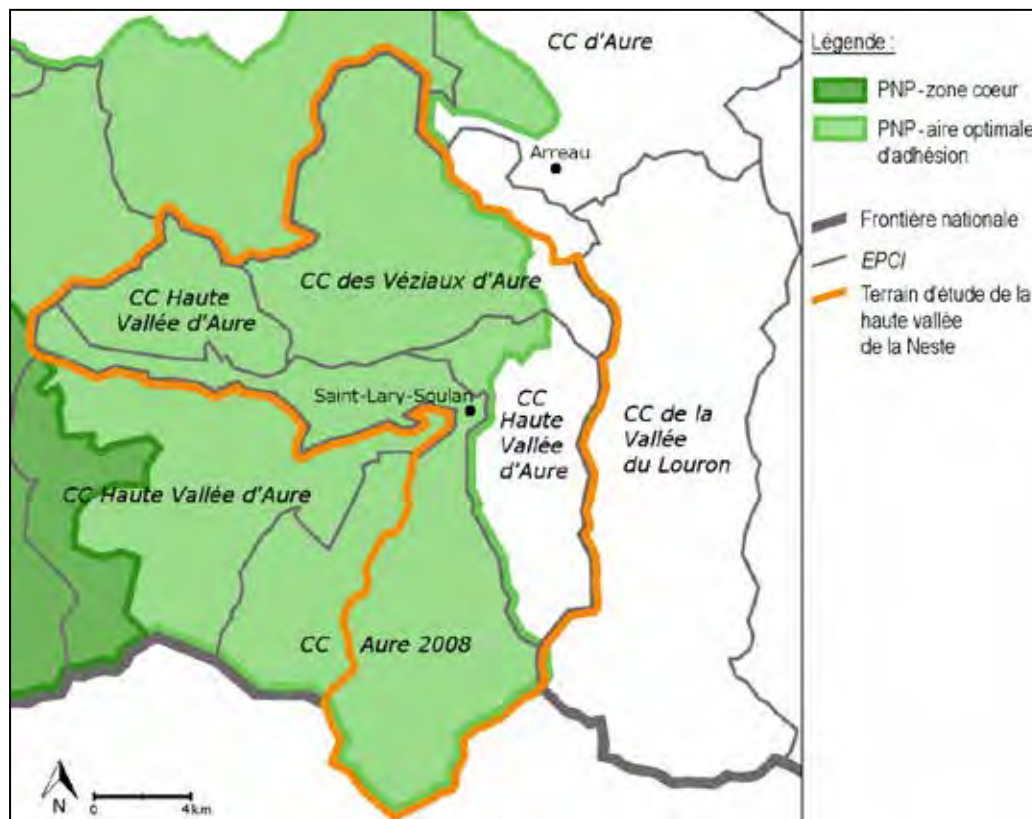 CC d'Aure
Arreau
CC des Véziaux d'Aure
CC Haute
Vallée d'Aure
Saint-Lary-Soulan
CC
Haute
Vallée
d'Aure
CC de la
Vallée
du Louron
CC Haute Vallée d'Aure
CC Aure 2008
N
0 4km
Légende :
PNP-zone coeur
PNP-aire optimale
d'adhésion
Frontière nationale
EPCI
Terrain d'étude de la
haute vallée
de la Neste